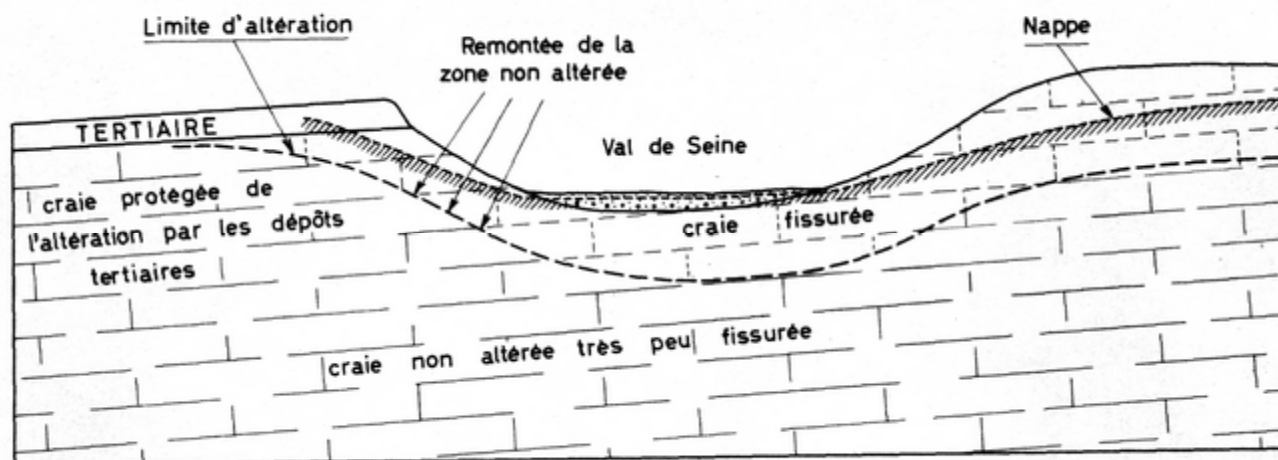 Limite d'altération
Remontée de la
zone non altérée
Nappe
TERTIAIRE
Val de Seine
craie protégée de
l'altération par les dépôts
tertiaires
craie fissurée
craie non altérée très peu fissurée